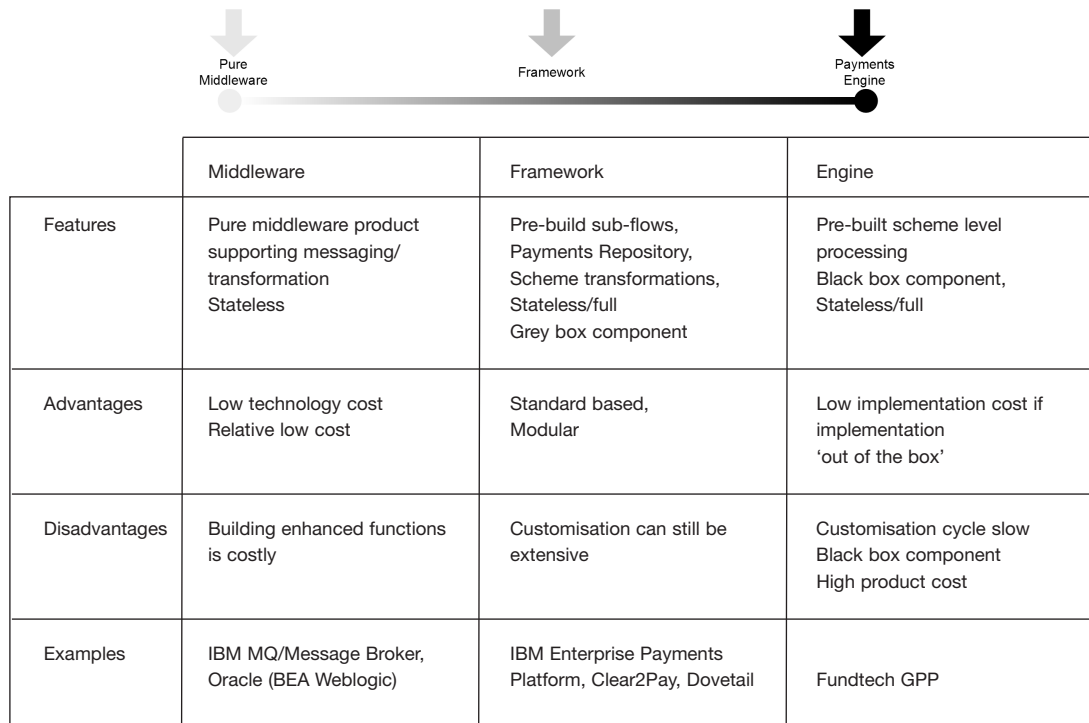 Pure
Middleware
Framework
Payments
Engine
Middleware
Framework
Engine
Features
Pure middleware product
supporting messaging/
transformation
Stateless
Pre-build sub-flows,
Payments Repository,
Scheme transformations,
Stateless/full
Grey box component
Pre-built scheme level
processing
Black box component,
Stateless/full
Advantages
Low technology cost
Relative low cost
Standard based,
Modular
Low implementation cost if
implementation
‘out of the box’
Disadvantages
Building enhanced functions
is costly
Customisation can still be
extensive
Customisation cycle slow
Black box component
High product cost
Examples
IBM MQ/Message Broker,
Oracle (BEA Weblogic)
IBM Enterprise Payments
Platform, Clear2Pay, Dovetail
Fundtech GPP